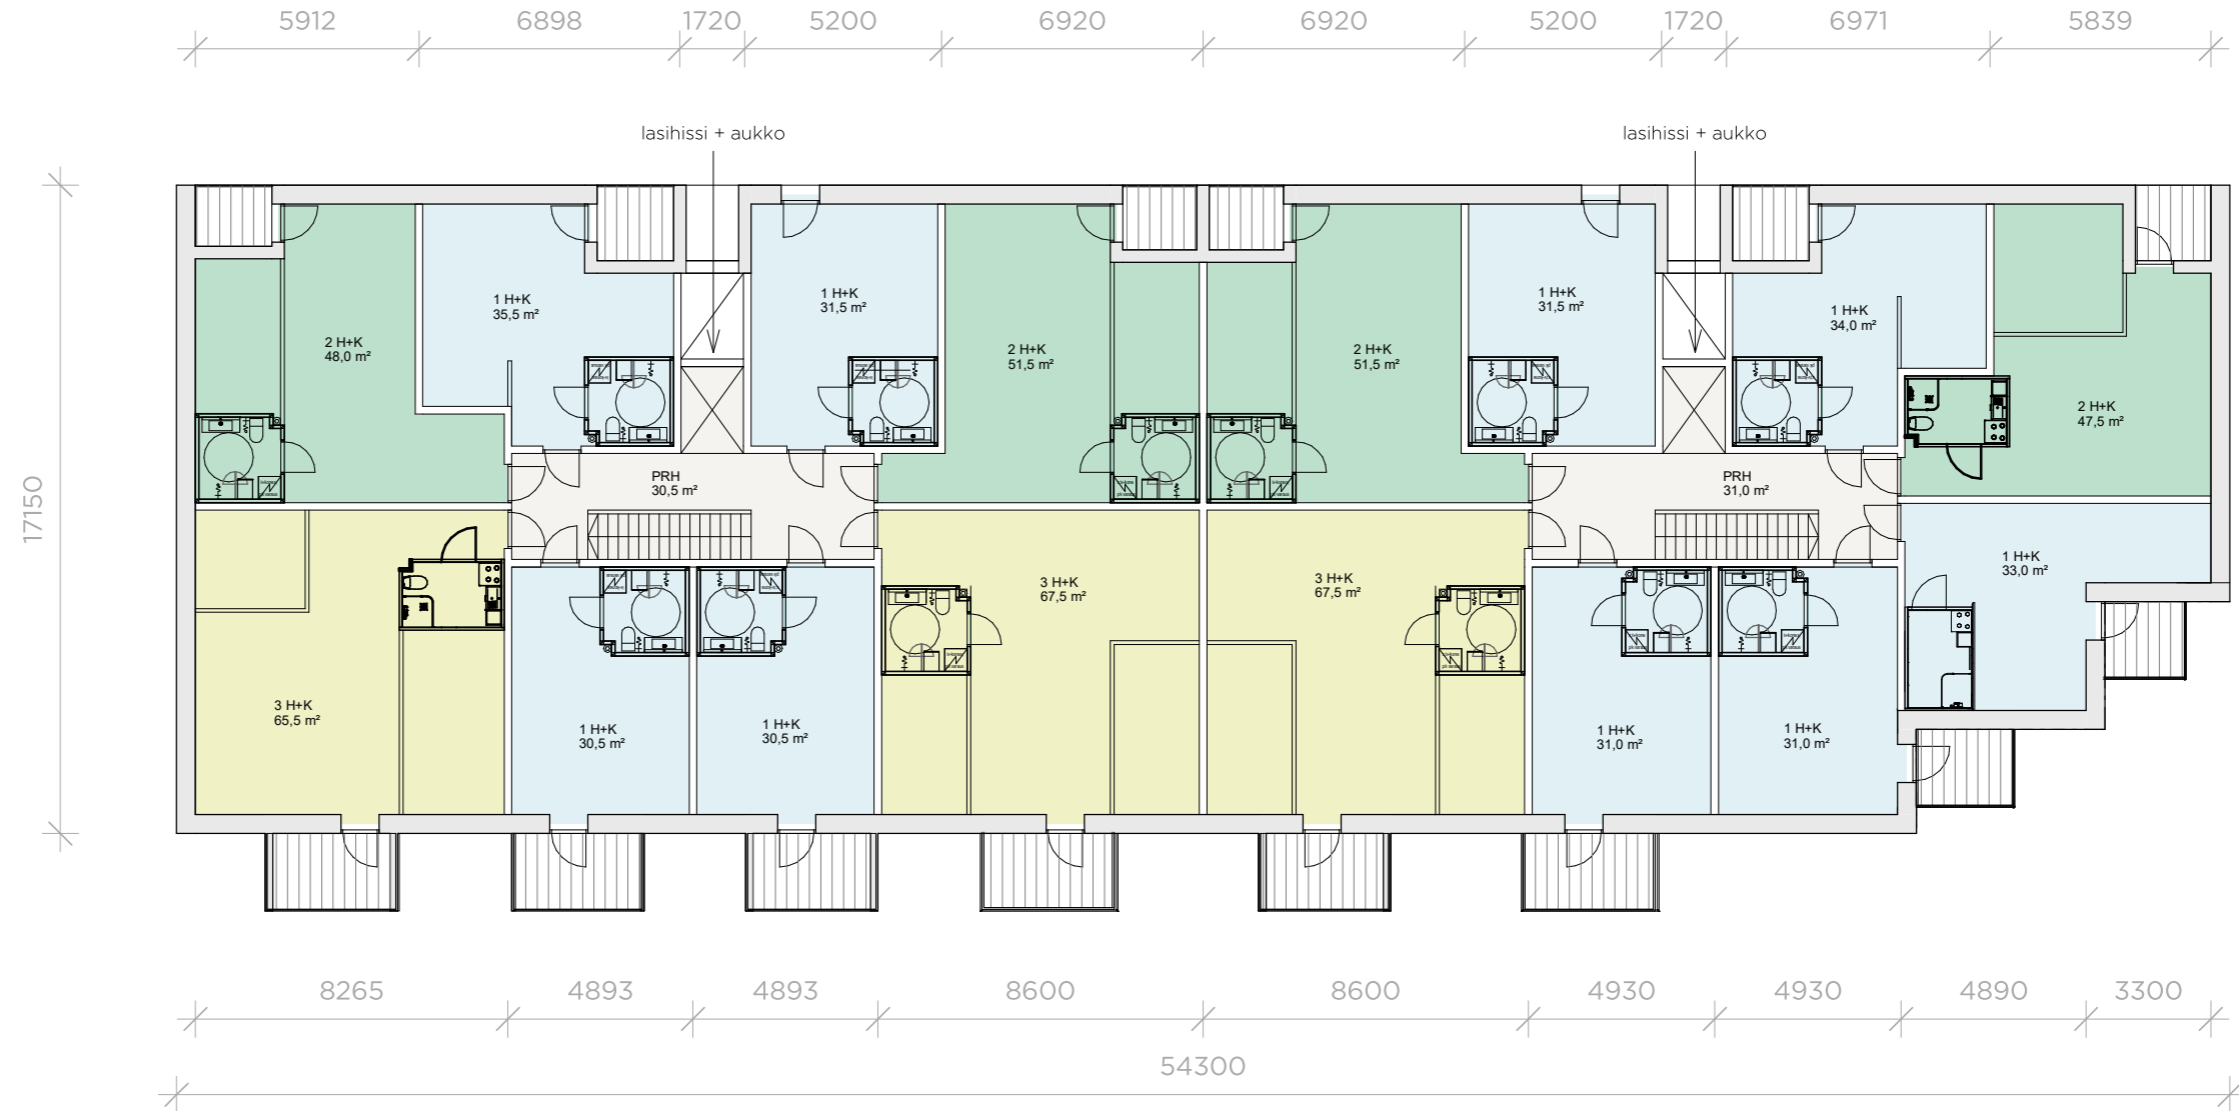 5912 6898 1720 5200 6920 6920 5200 1720 6971 5839
lasihissi + aukko
lasihissi + aukko
17150
1 H+K
35,5 m²
1 H+K
31,5 m²
1 H+K
31,5 m²
1 H+K
34,0 m²
2 H+K
48,0 m²
2 H+K
51,5 m²
2 H+K
51,5 m²
2 H+K
47,5 m²
PRH
30,5 m²
PRH
31,0 m²
3 H+K
65,5 m²
1 H+K
30,5 m²
1 H+K
30,5 m²
3 H+K
67,5 m²
3 H+K
67,5 m²
1 H+K
31,0 m²
1 H+K
31,0 m²
1 H+K
33,0 m²
8265 4893 4893 8600 8600 4930 4930 4890 3300
54300